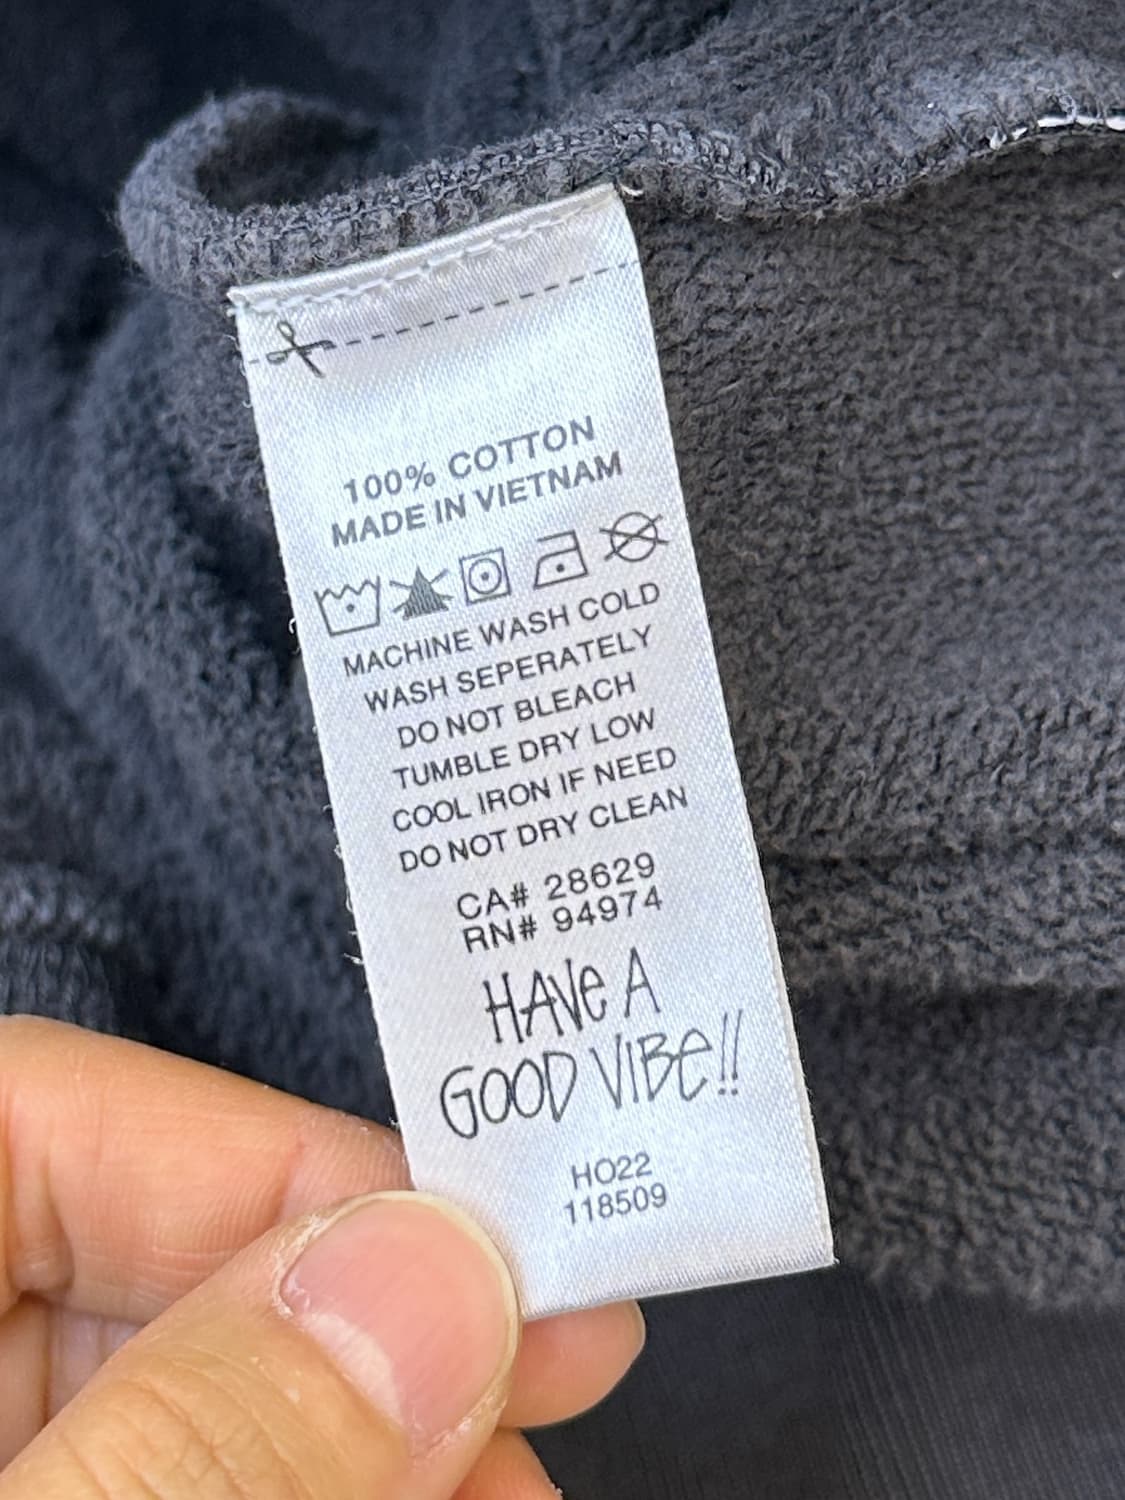 100% COTTON
MADE IN VIETNAM
MACHINE WASH COLD
WASH SEPERATELY
DO NOT BLEACH
TUMBLE DRY LOW
COOL IRON IF NEED
DO NOT DRY CLEAN
CA# 28629
RN# 94974
HAVe A
GOOD VIBe!!
HO22
118509